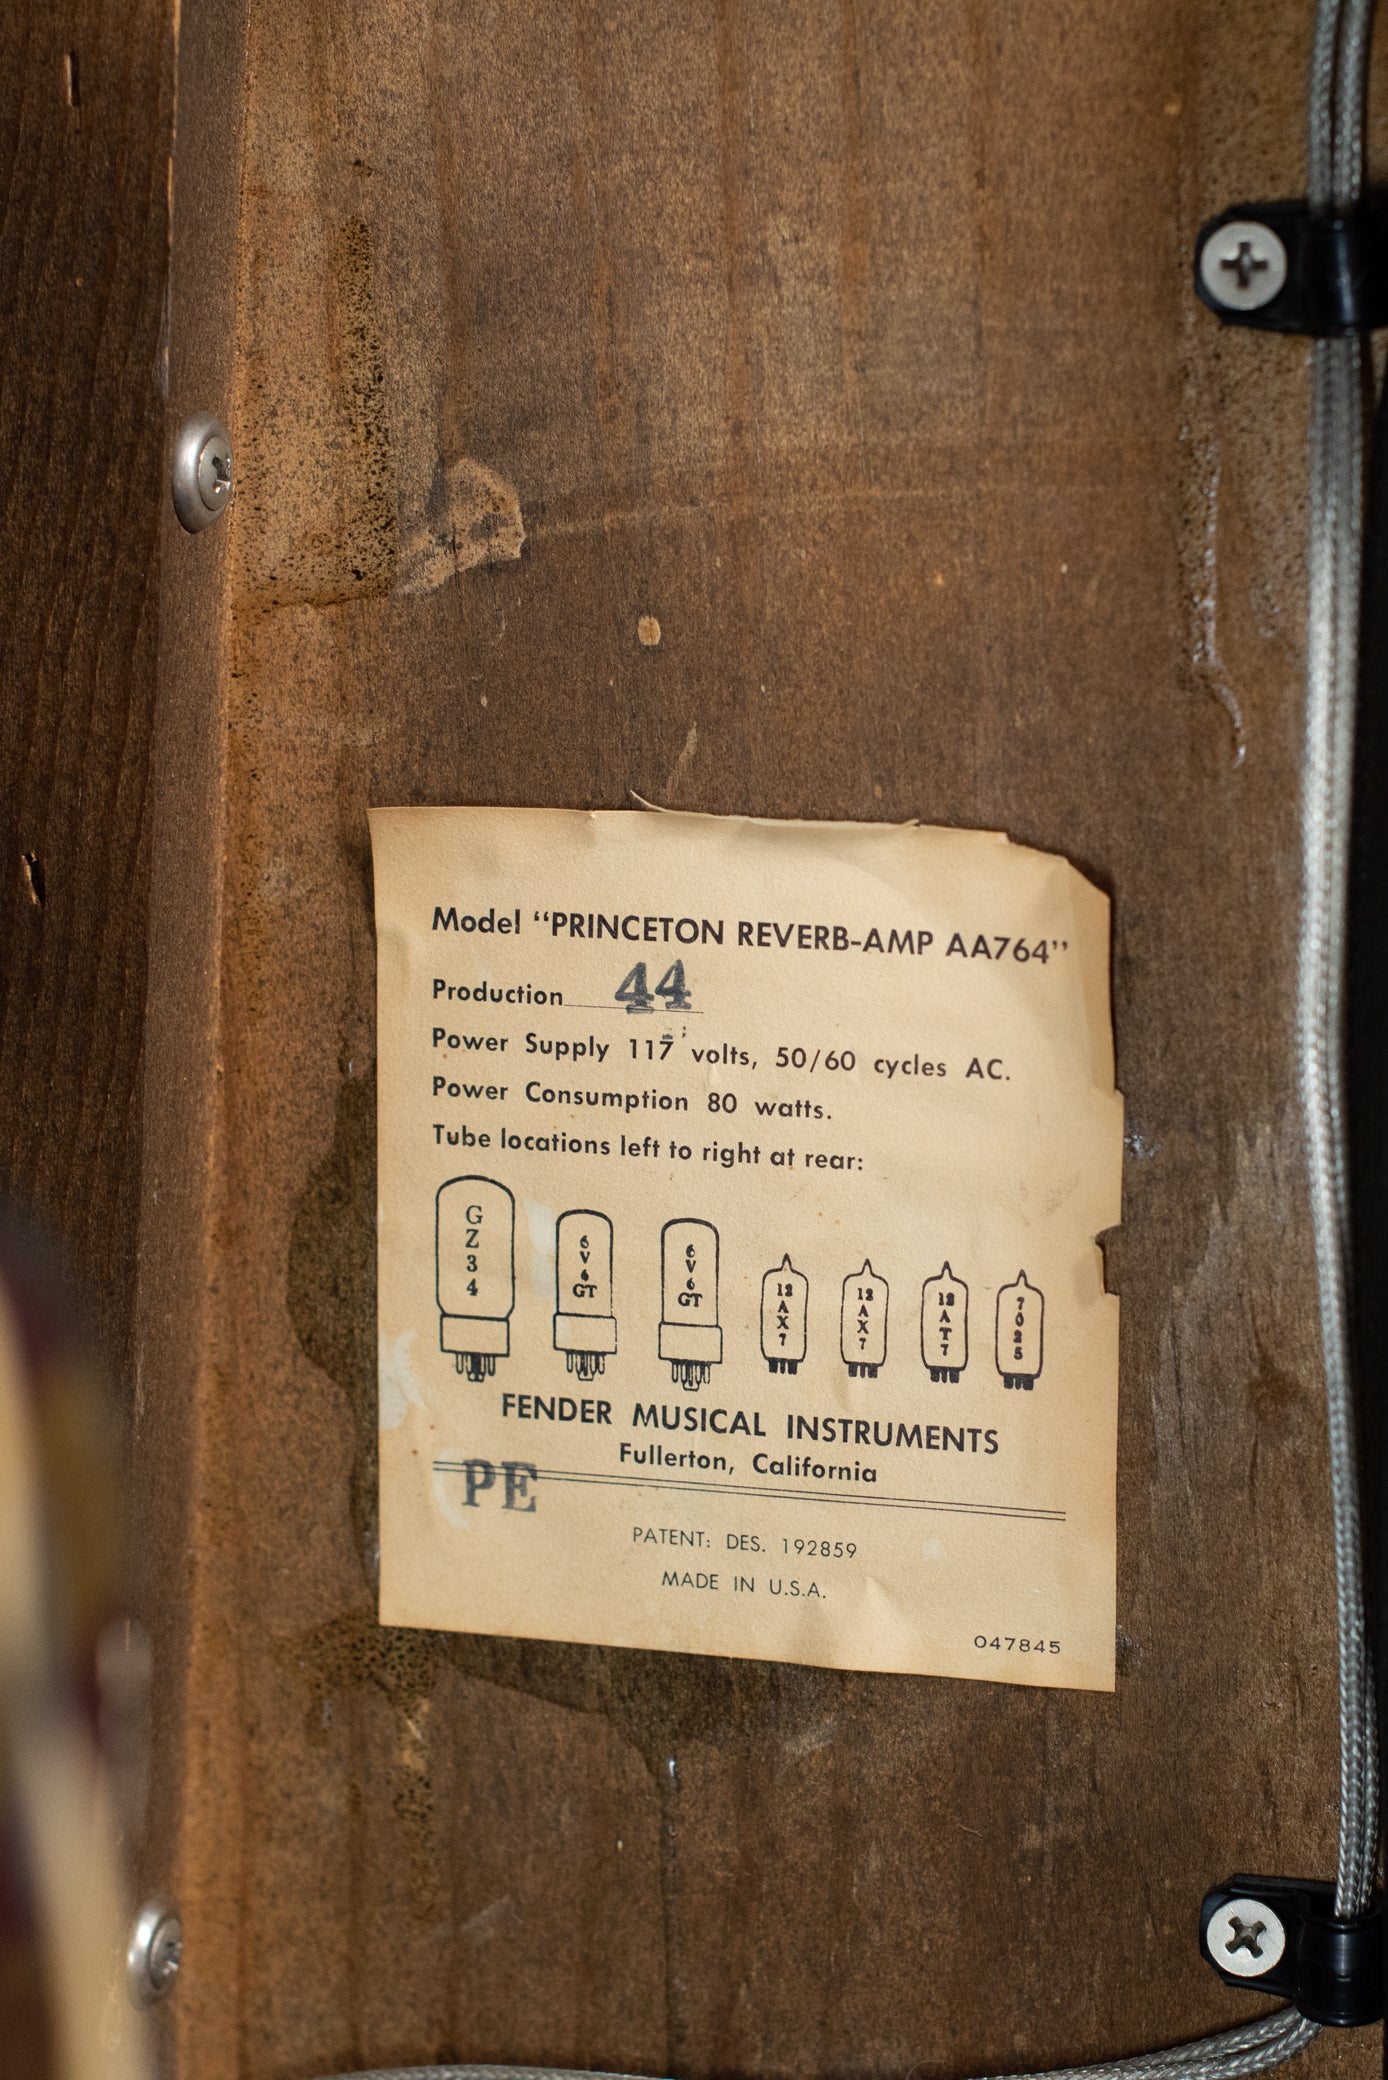 Model “PRINCETON REVERB-AMP AA764”
Production 44
Power Supply 117 volts, 50/60 cycles AC.
Power Consumption 80 watts.
Tube locations left to right at rear:
GZ34 6V6GT 6V6GT 12AX7 12AX7 12AT7 7025
FENDER MUSICAL INSTRUMENTS
Fullerton, California
PE
PATENT: DES. 192859
MADE IN U.S.A.
047845